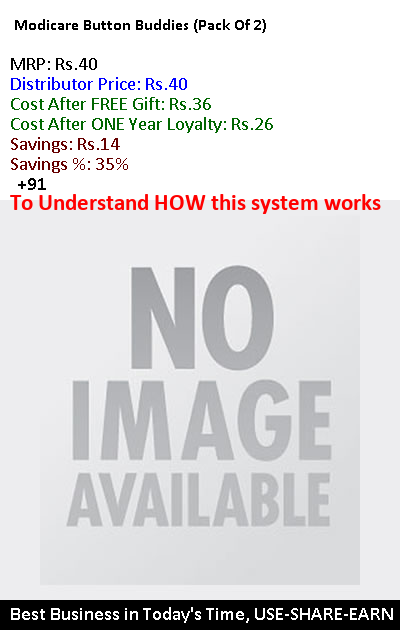 Modicare Button Buddies (Pack Of 2)
MRP: Rs.40
Distributor Price: Rs.40
Cost After FREE Gift: Rs.36
Cost After ONE Year Loyalty: Rs.26
Savings: Rs.14
Savings %: 35%
+91
To Understand HOW this system works
NO
IMAGE
AVAILABLE
Best Business in Today's Time, USE-SHARE-EARN